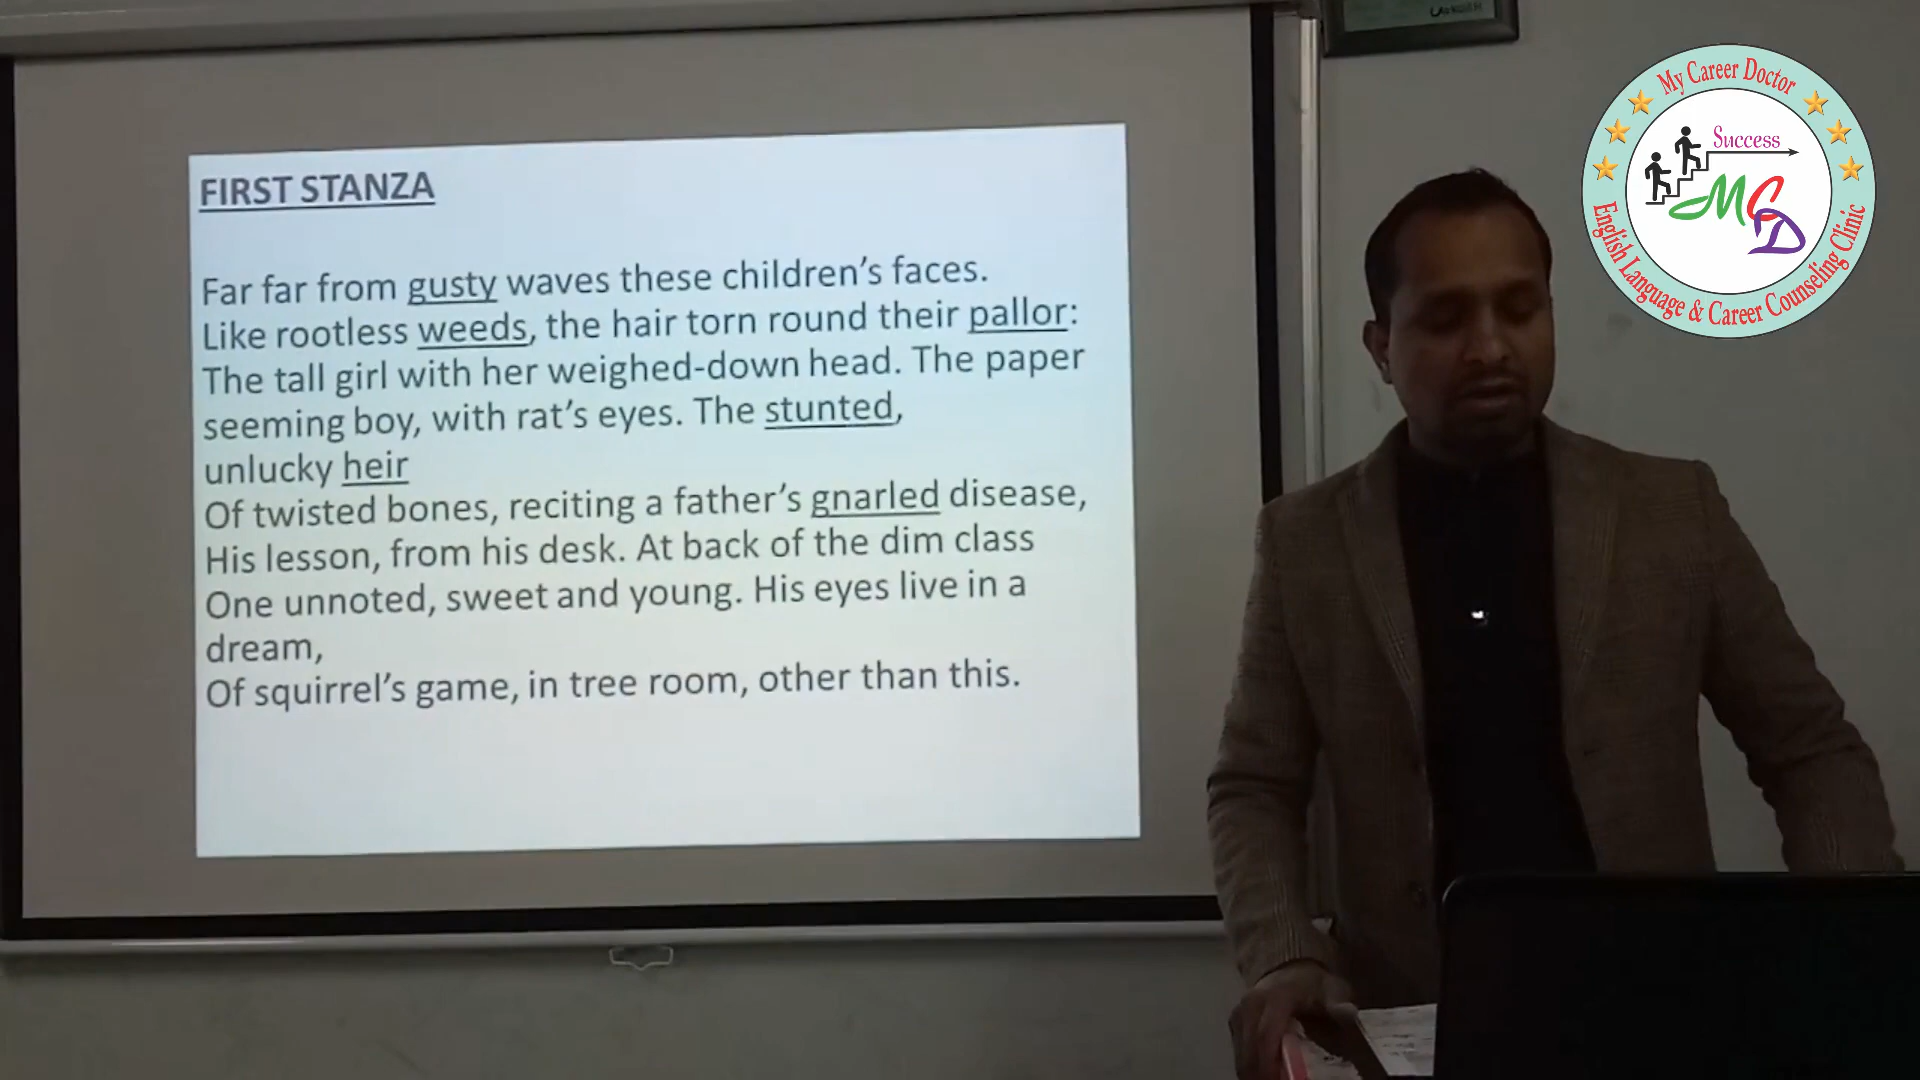 FIRST STANZA
Far far from gusty waves these children's faces.
Like rootless weeds, the hair torn round their pallor:
The tall girl with her weighed-down head. The paper
seeming boy, with rat's eyes. The stunted,
unlucky heir
Of twisted bones, reciting a father's gnarled disease,
His lesson, from his desk. At back of the dim class
One unnoted, sweet and young. His eyes live in a
dream,
Of squirrel's game, in tree room, other than this.
My Career Doctor
Success
MCD
English Language & Career Counseling Clinic